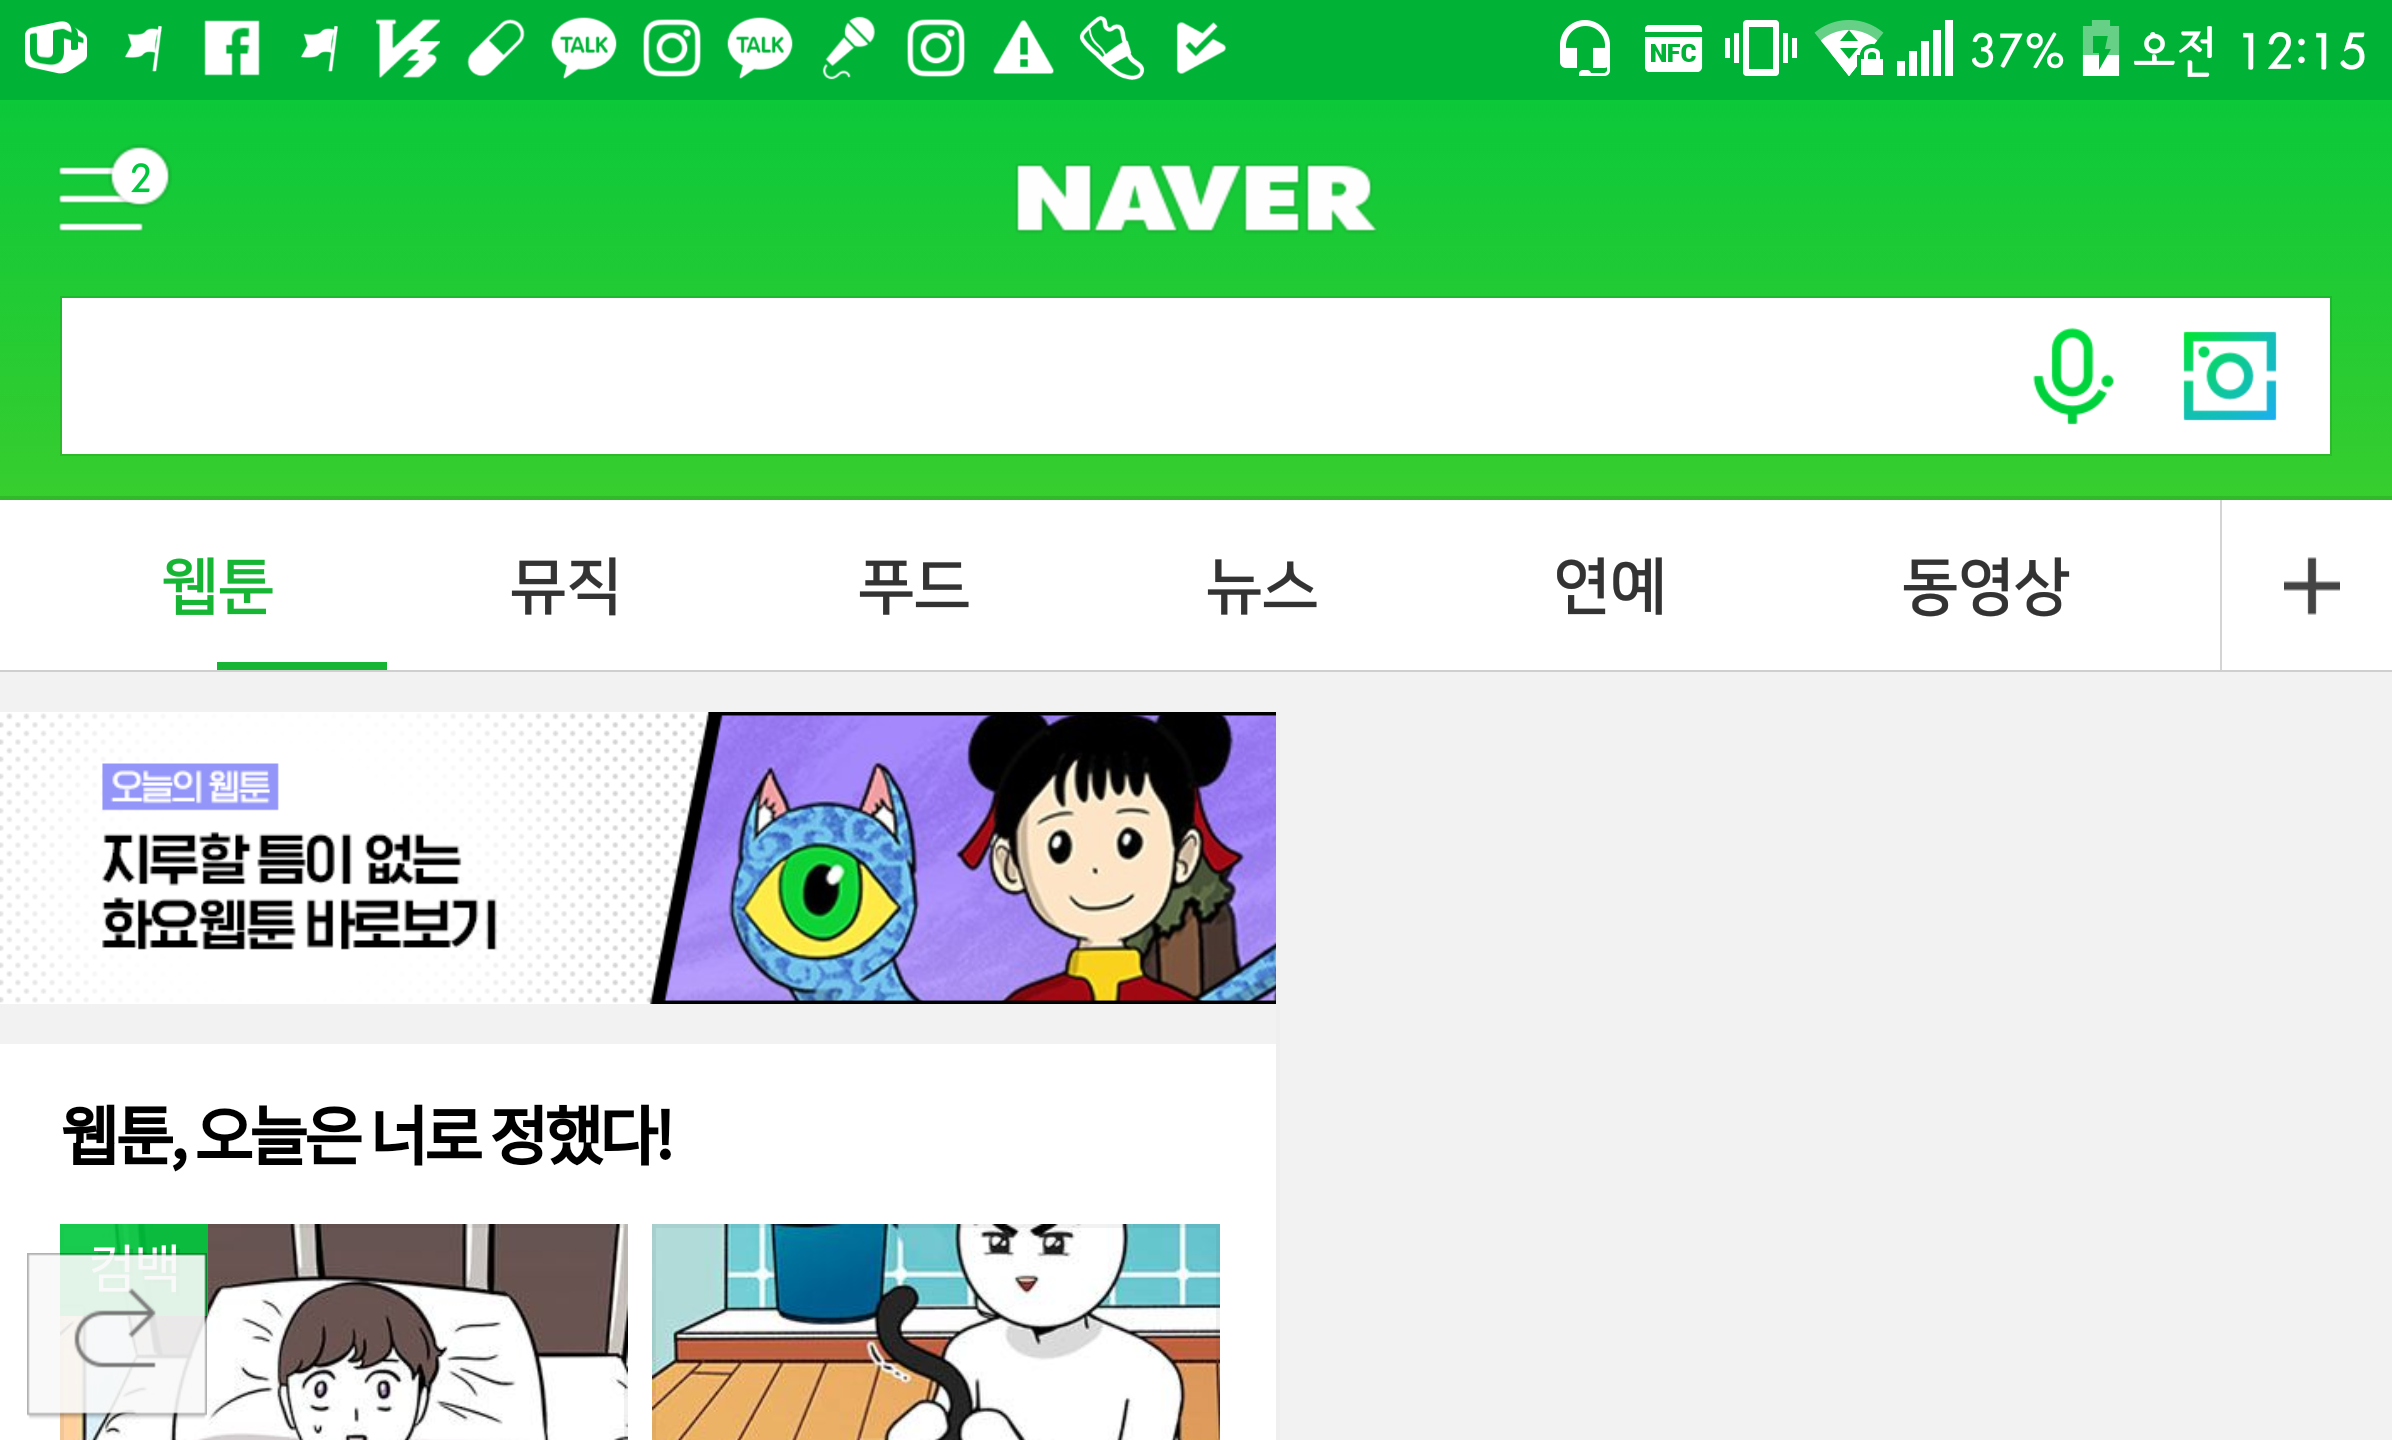 U+ TALK TALK NFC 37% 오전 12:15
2
NAVER
웹툰 뮤직 푸드 뉴스 연예 동영상 +
오늘의 웹툰
지루할 틈이 없는
화요웹툰 바로보기
웹툰, 오늘은 너로 정했다!
컴백